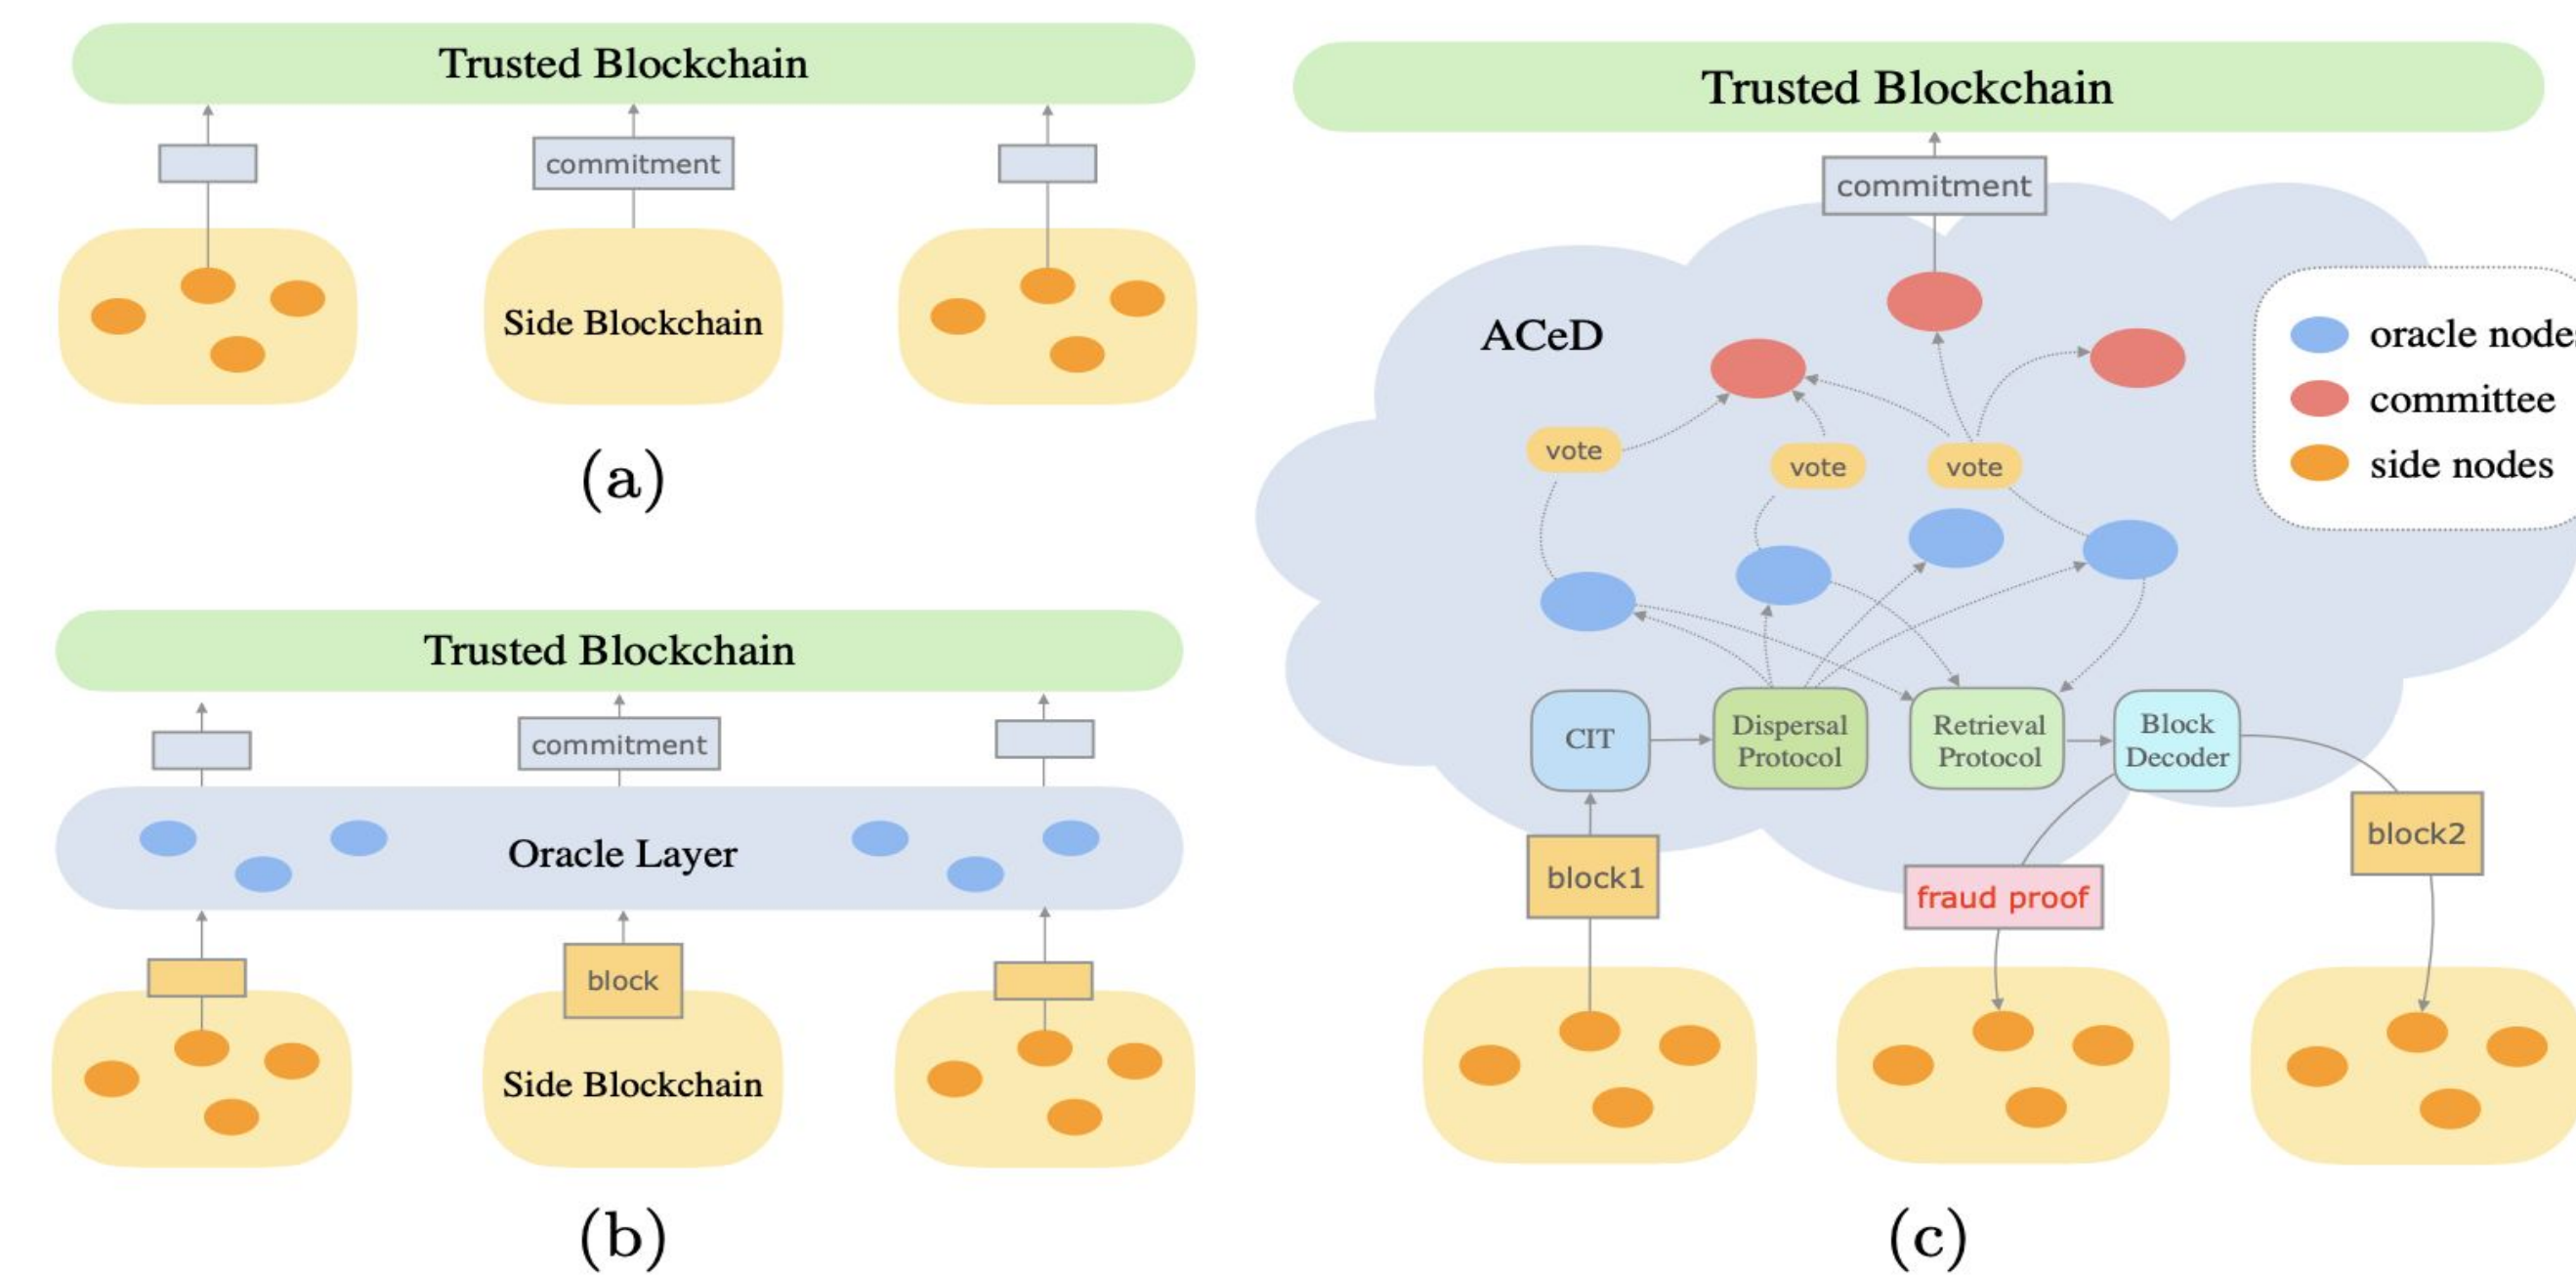 Trusted Blockchain
commitment
Side Blockchain
(a)
Trusted Blockchain
commitment
Oracle Layer
block
Side Blockchain
(b)
Trusted Blockchain
commitment
ACeD
oracle nodes
committee
side nodes
vote
vote
vote
CIT
Dispersal
Protocol
Retrieval
Protocol
Block
Decoder
block1
fraud proof
block2
(c)